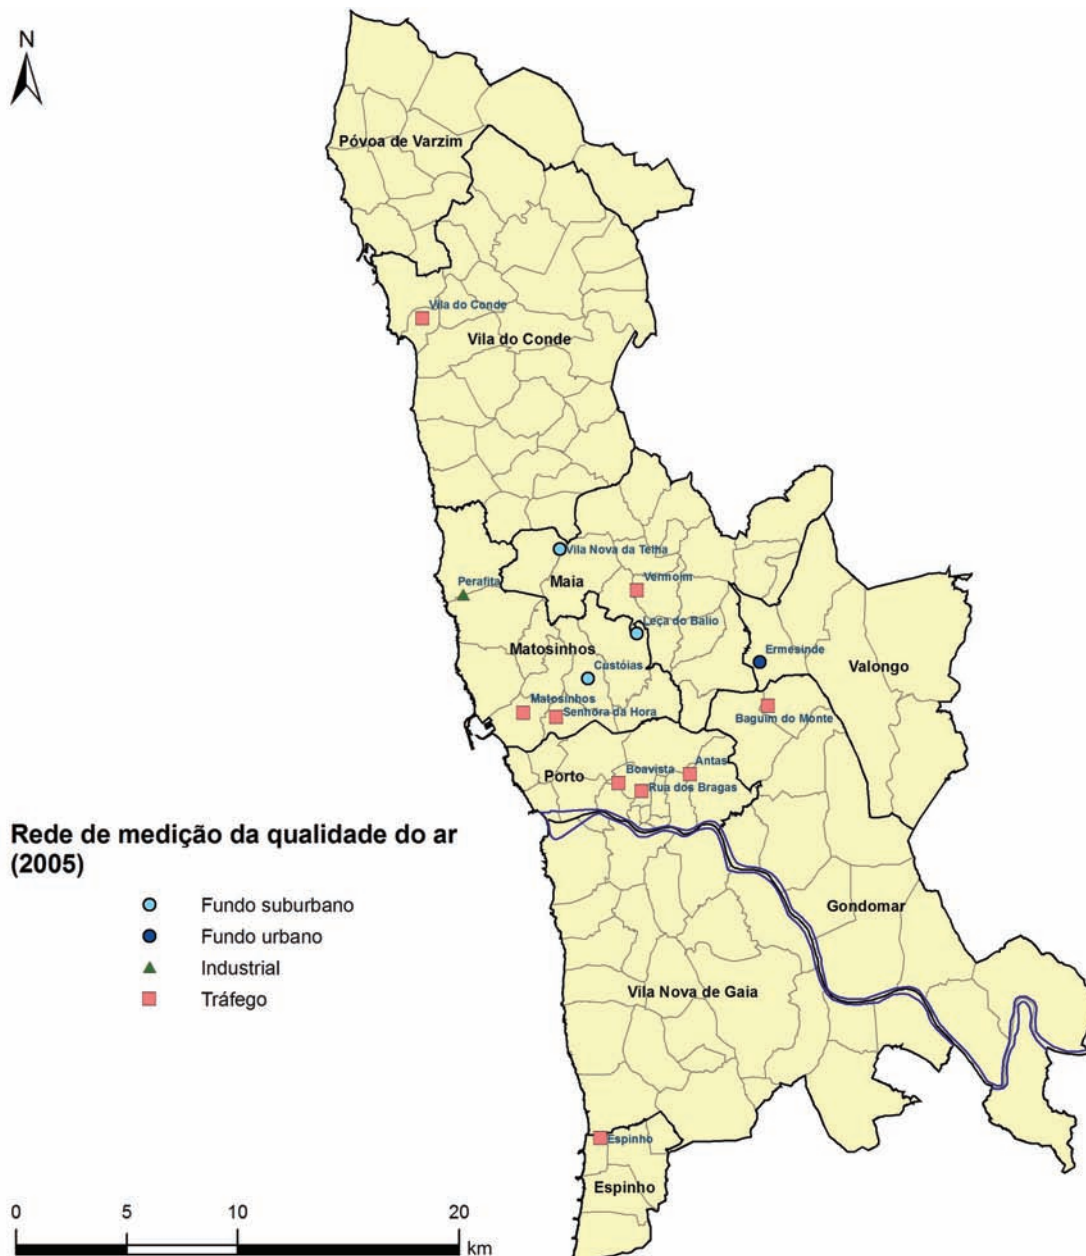 N
Póvoa de Varzim
Vila do Conde
Vila do Conde
Vila Nova da Telha
Perafita
Maia
Vermoim
Leça do Balio
Matosinhos
Ermesinde
Valongo
Custóias
Matosinhos
Senhora da Hora
Baguim do Monte
Porto
Boavista
Antas
Rua dos Bragas
Rede de medição da qualidade do ar
(2005)
Fundo suburbano
Fundo urbano
Industrial
Tráfego
Gondomar
Vila Nova de Gaia
Espinho
Espinho
0 5 10 20
km